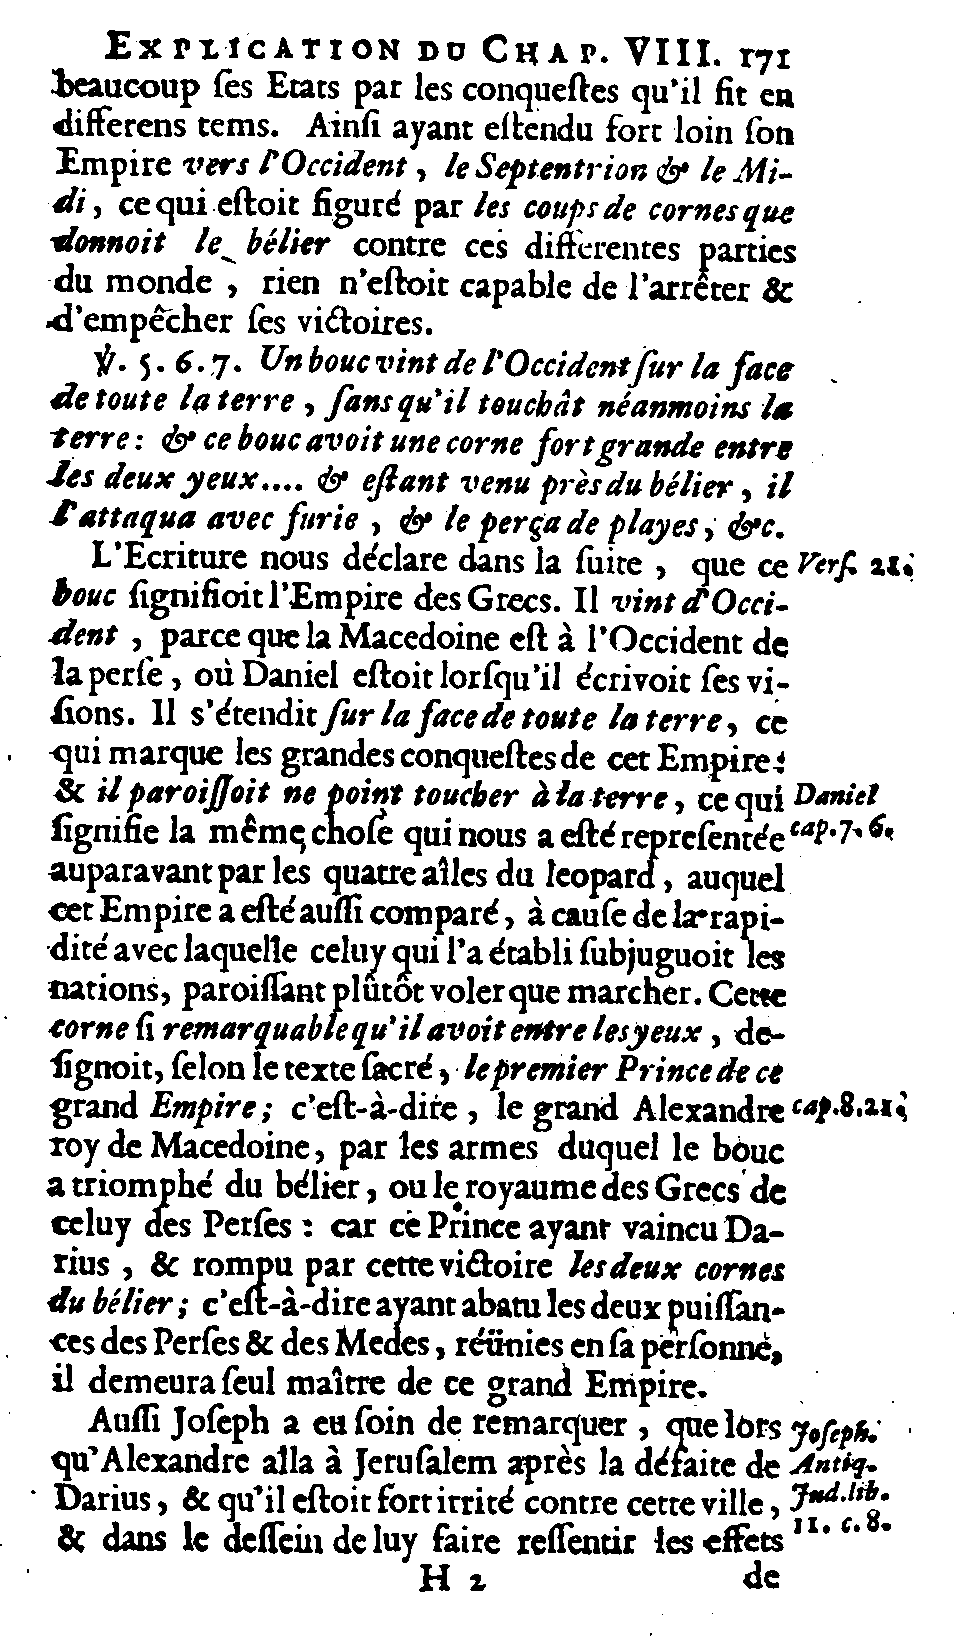 EXPLICATION DU CHAP. VIII. 171
beaucoup ſes Etats par les conqueſtes qu'il fit en
differens tems. Ainſi ayant eſtendu fort loin ſon
Empire vers l'Occident, le Septentrion & le Mi-
di, ce qui eſtoit figuré par les coups de cornes que
donnoit le bélier contre ces differentes parties
du monde, rien n'eſtoit capable de l'arrêter &
d'empêcher ſes victoires.
℣. 5. 6. 7. Un bouc vint de l'Occident ſur la face
de toute la terre, ſans qu'il touchât néanmoins la
terre: & ce bouc avoit une corne fort grande entre
les deux yeux.... & eſtant venu près du bélier, il
l'attaqua avec furie, & le perça de playes, &c.
L'Ecriture nous déclare dans la ſuite, que ce Verſ. 21.
bouc ſignifioit l'Empire des Grecs. Il vint d'Occi-
dent, parce que la Macedoine eſt à l'Occident de
la perſe, où Daniel eſtoit lorſqu'il écrivoit ſes vi-
ſions. Il s'étendit ſur la face de toute la terre, ce
qui marque les grandes conqueſtes de cet Empire:
& il paroiſſoit ne point toucher à la terre, ce qui Daniel
ſignifie la même choſe qui nous a eſté repreſentée cap. 7. 6.
auparavant par les quatre aîles du leopard, auquel
cet Empire a eſté auſſi comparé, à cauſe de la rapi-
dité avec laquelle celuy qui l'a établi ſubjuguoit les
nations, paroiſſant plûtôt voler que marcher. Cette
corne ſi remarquable qu'il avoit entre les yeux, de-
ſignoit, ſelon le texte ſacré, le premier Prince de ce
grand Empire; c'eſt-à-dire, le grand Alexandre cap. 8. 21.
roy de Macedoine, par les armes duquel le bouc
a triomphé du bélier, ou le royaume des Grecs de
celuy des Perſes: car ce Prince ayant vaincu Da-
rius, & rompu par cette victoire les deux cornes
du bélier; c'eſt-à-dire ayant abatu les deux puiſſan-
ces des Perſes & des Medes, réünies en ſa perſonne,
il demeura ſeul maître de ce grand Empire.
Auſſi Joſeph a eu ſoin de remarquer, que lors Joſeph.
qu'Alexandre alla à Jeruſalem après la défaite de Antiq.
Darius, & qu'il eſtoit fort irrité contre cette ville, Jud. lib.
& dans le deſſein de luy faire reſſentir les effets 11. c. 8.
H 2 de